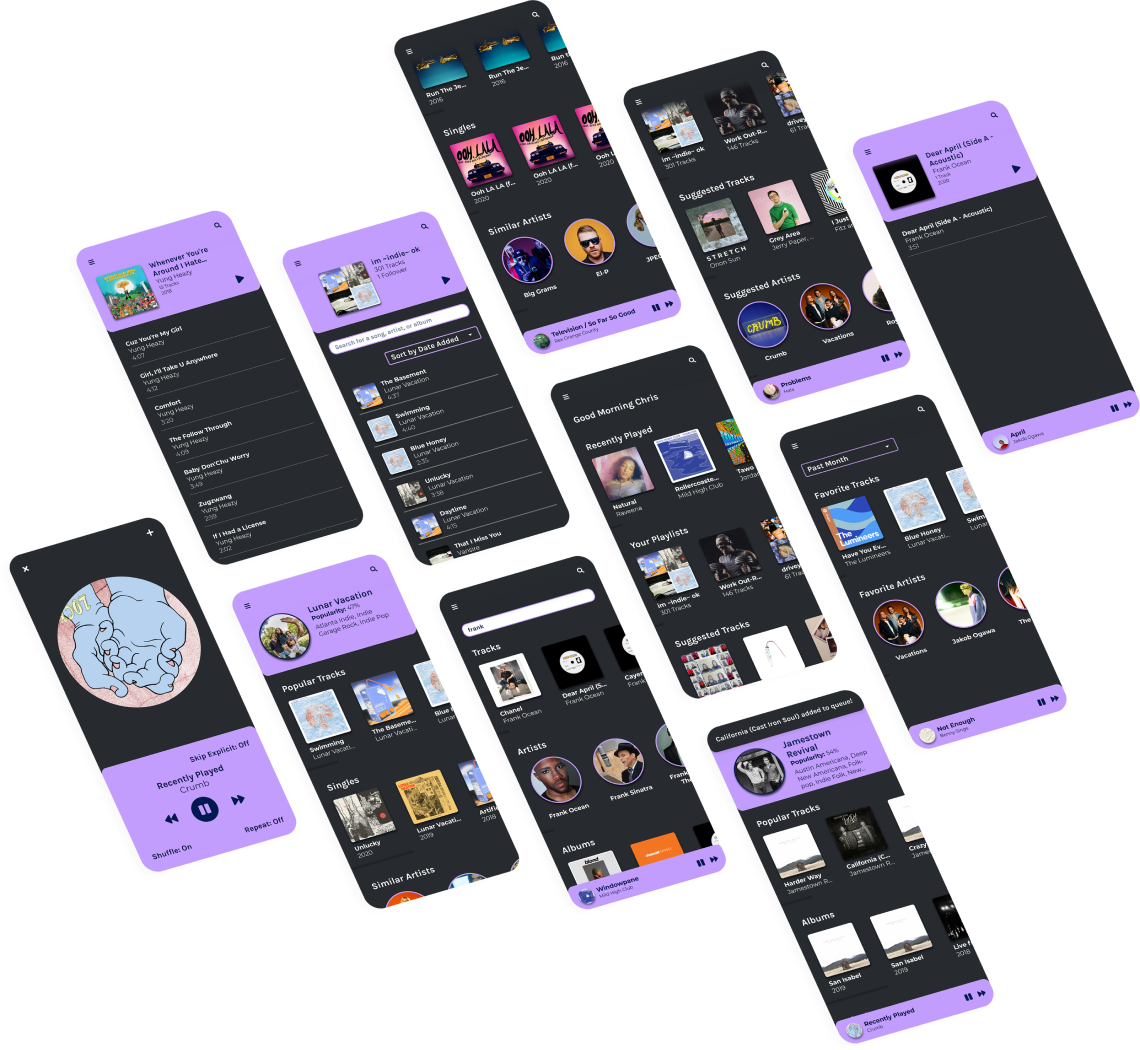 Run The Je...
2016
Run The Je...
2016
Singles
OOH LALA
OOH LALA
Ooh LA LA (f...
2020
Ooh LA LA (f...
2020
Similar Artists
Big Grams
El-P
JPEG
Television / So Far So Good
Rex Orange County
im ~indie~ ok
301 Tracks
Work Out-R...
146 Tracks
drivey
61 Tr
Suggested Tracks
S T R E T C H
Orion Sun
Grey Area
Jerry Paper, ...
I Just
Fitz a
Suggested Artists
CRUMB
Crumb
Vacations
Ros
Problems
Hala
Dear April (Side A - Acoustic)
Frank Ocean
1 Track
2019
Dear April (Side A - Acoustic)
Frank Ocean
3:51
April
Jakob Ogawa
Whenever You're
Around I Hate...
Yung Heazy
12 Tracks
2018
Cuz You're My Girl
Yung Heazy
4:07
Girl, I'll Take U Anywhere
Yung Heazy
4:12
Comfort
Yung Heazy
3:20
The Follow Through
Yung Heazy
4:09
Baby Don'Chu Worry
Yung Heazy
3:49
Zugzwang
Yung Heazy
2:59
If I Had a License
Yung Heazy
2:02
im ~indie~ ok
301 Tracks
1 Follower
Search for a song, artist, or album
Sort by Date Added
The Basement
Lunar Vacation
4:37
Swimming
Lunar Vacation
4:40
Blue Honey
Lunar Vacation
2:35
Unlucky
Lunar Vacation
3:38
Daytime
Lunar Vacation
4:15
That I Miss You
Vansire
Good Morning Chris
Recently Played
Natural
Raveena
Rollercoaste...
Mild High Club
Tawo
Jorda
Your Playlists
im ~indie~ ok
301 Tracks
Work Out-R...
146 Tracks
drivey
61 Tr
Suggested Tracks
Past Month
Favorite Tracks
The
Lumineers
Have You Ev...
The Lumineers
Blue Honey
Lunar Vacati...
Swim
Luna
Favorite Artists
Vacations
Jakob Ogawa
The
Not Enough
Benny Sings
Skip Explicit: Off
Recently Played
Crumb
Repeat: Off
Shuffle: On
Lunar Vacation
Popularity: 47%
Atlanta Indie, Indie
Garage Rock, Indie Pop
Popular Tracks
Swimming
Lunar Vacati...
The Baseme...
Lunar Vacati...
Blue
Luna
Singles
Unlucky
2020
Lunar Vacati...
2019
Artifi
2018
Similar Artists
frank
Tracks
Chanel
Frank Ocean
Dear April (S...
Frank Ocean
Cayen
Frank
Artists
Frank Ocean
Frank Sinatra
The
Albums
blond
Windowpane
Mild High Club
California (Cast Iron Soul) added to queue!
Jamestown
Revival
Popularity: 54%
Austin Americana, Deep
New Americana, Folk-
pop, Indie Folk, New...
Popular Tracks
Harder Way
Jamestown R...
California (C...
Jamestown R...
Crazy
Jame
Albums
San Isabel
2019
San Isabel
2019
Live f
2018
Recently Played
Crumb